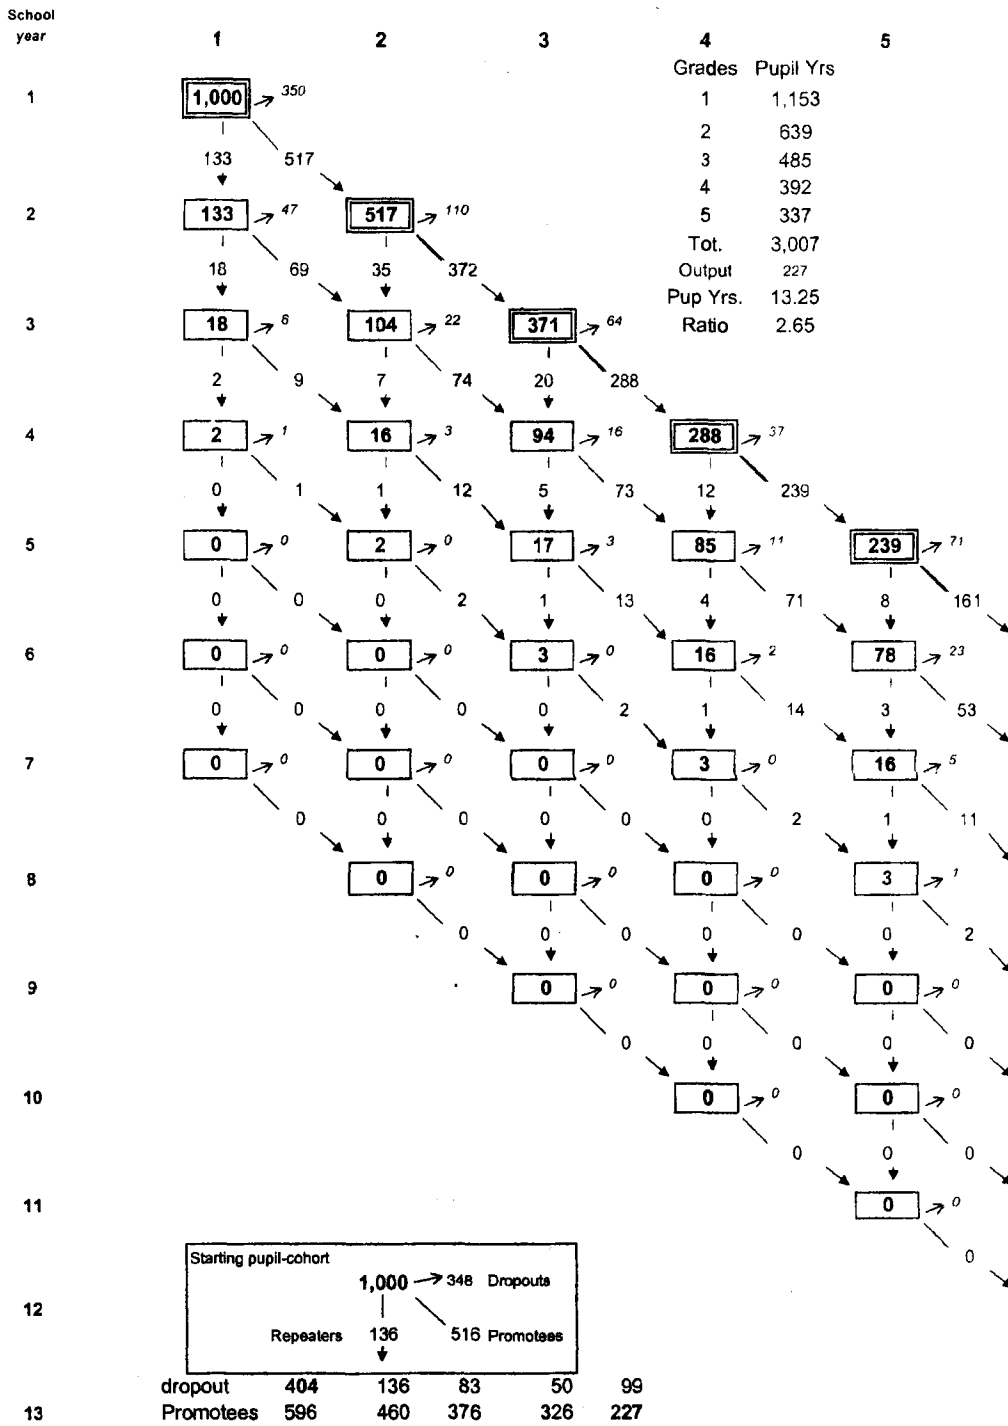 School
year 1 2 3 4 5
Grades Pupil Yrs
1 1,000 350 1 1,153
2 639
133 517 3 485
4 392
2 133 47 517 110 5 337
Tot. 3,007
18 69 35 372 Output 227
Pup Yrs. 13.25
3 18 8 104 22 371 64 Ratio 2.65
2 9 7 74 20 288
4 2 1 16 3 94 16 288 37
0 1 1 12 5 73 12 239
5 0 0 2 0 17 3 85 11 239 71
0 0 0 2 1 13 4 71 8 161
6 0 0 0 0 3 0 16 2 78 23
0 0 0 0 0 2 1 14 3 53
7 0 0 0 0 0 0 3 0 16 5
0 0 0 0 0 0 2 1 11
8 0 0 0 0 0 0 3 1
0 0 0 0 0 0 2
9 0 0 0 0 0 0
0 0 0 0 0
10 0 0 0 0
0 0 0
11 0 0
0
Starting pupil-cohort
1,000 348 Dropouts
12
Repeaters 136 516 Promotees
dropout 404 136 83 50 99
13 Promotees 596 460 376 326 227